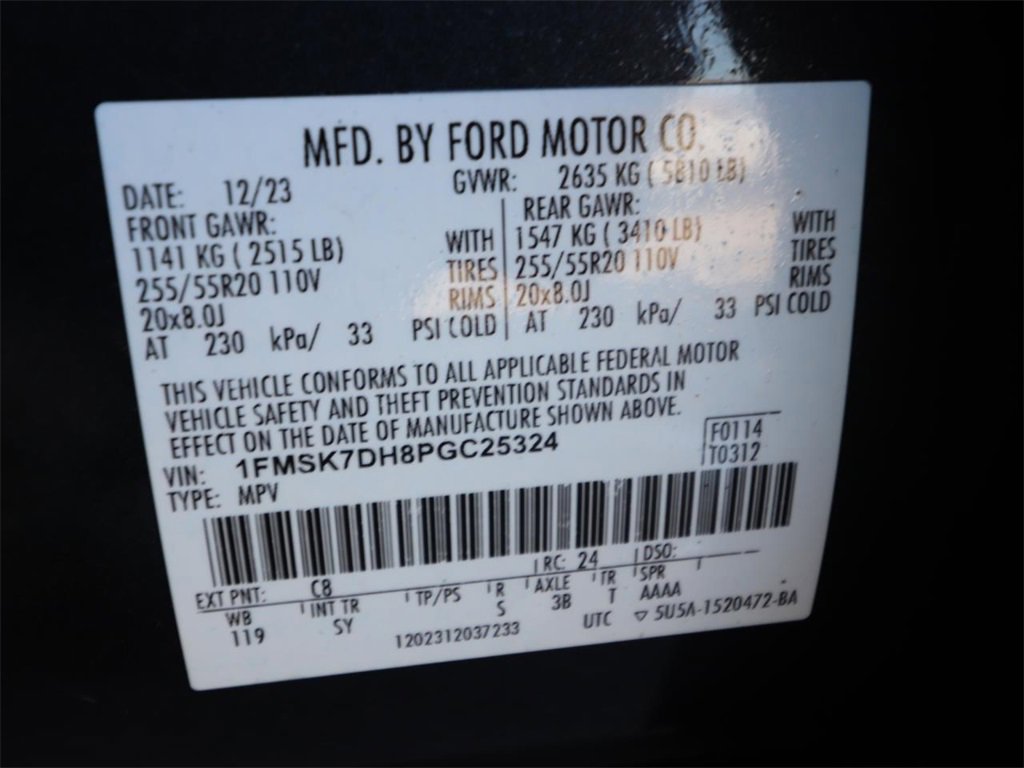 MFD. BY FORD MOTOR CO.
DATE: 12/23 GVWR: 2635 KG ( 5810 LB)
FRONT GAWR: REAR GAWR:
1141 KG ( 2515 LB) WITH 1547 KG ( 3410 LB) WITH
255/55R20 110V TIRES 255/55R20 110V TIRES
20x8.0J RIMS 20x8.0J RIMS
AT 230 kPa/ 33 PSI COLD AT 230 kPa/ 33 PSI COLD
THIS VEHICLE CONFORMS TO ALL APPLICABLE FEDERAL MOTOR
VEHICLE SAFETY AND THEFT PREVENTION STANDARDS IN
EFFECT ON THE DATE OF MANUFACTURE SHOWN ABOVE.
VIN: 1FMSK7DH8PGC25324 F0114
TYPE: MPV T0312
EXT PNT: C8 RC: 24 DSO:
WB INT TR TP/PS R AXLE TR SPR
119 SY S 3B T AAAA
1202312037233 UTC ▽ 5U5A-1520472-BA